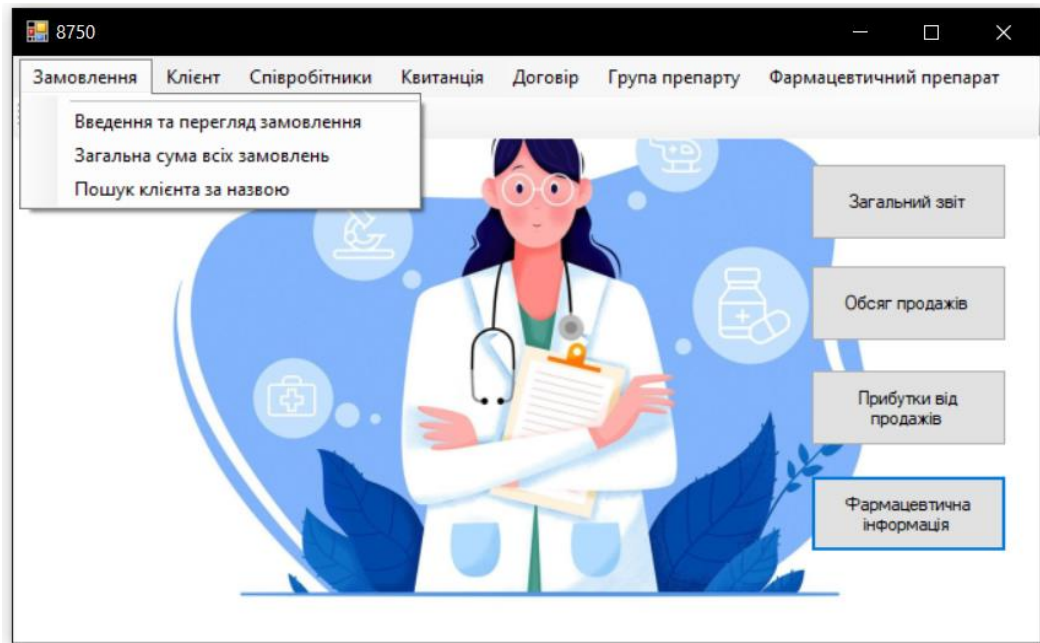 8750
Замовлення Клієнт Співробітники Квитанція Договір Група препарту Фармацевтичний препарат
Введення та перегляд замовлення
Загальна сума всіх замовлень
Пошук клієнта за назвою
Загальний звіт
Обсяг продажів
Прибутки від
продажів
Фармацевтична
інформація